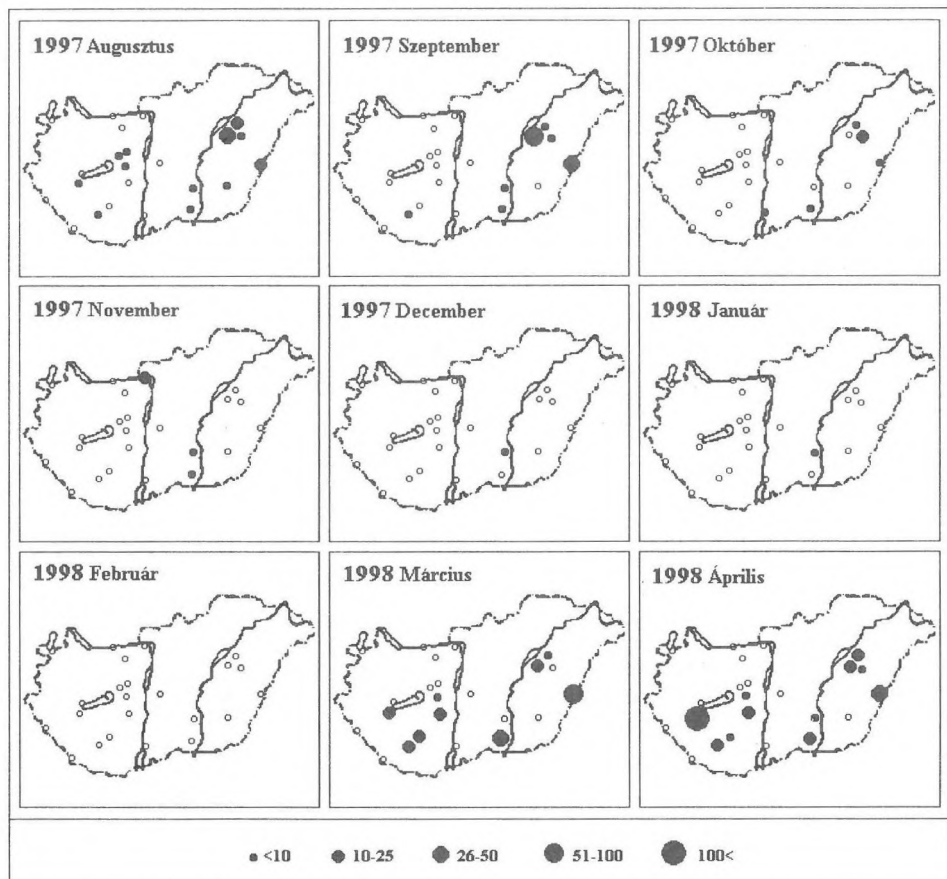 1997 Augusztus
1997 Szeptember
1997 Október
1997 November
1997 December
1998 Január
1998 Február
1998 Március
1998 Április
<10
10-25
26-50
51-100
100<